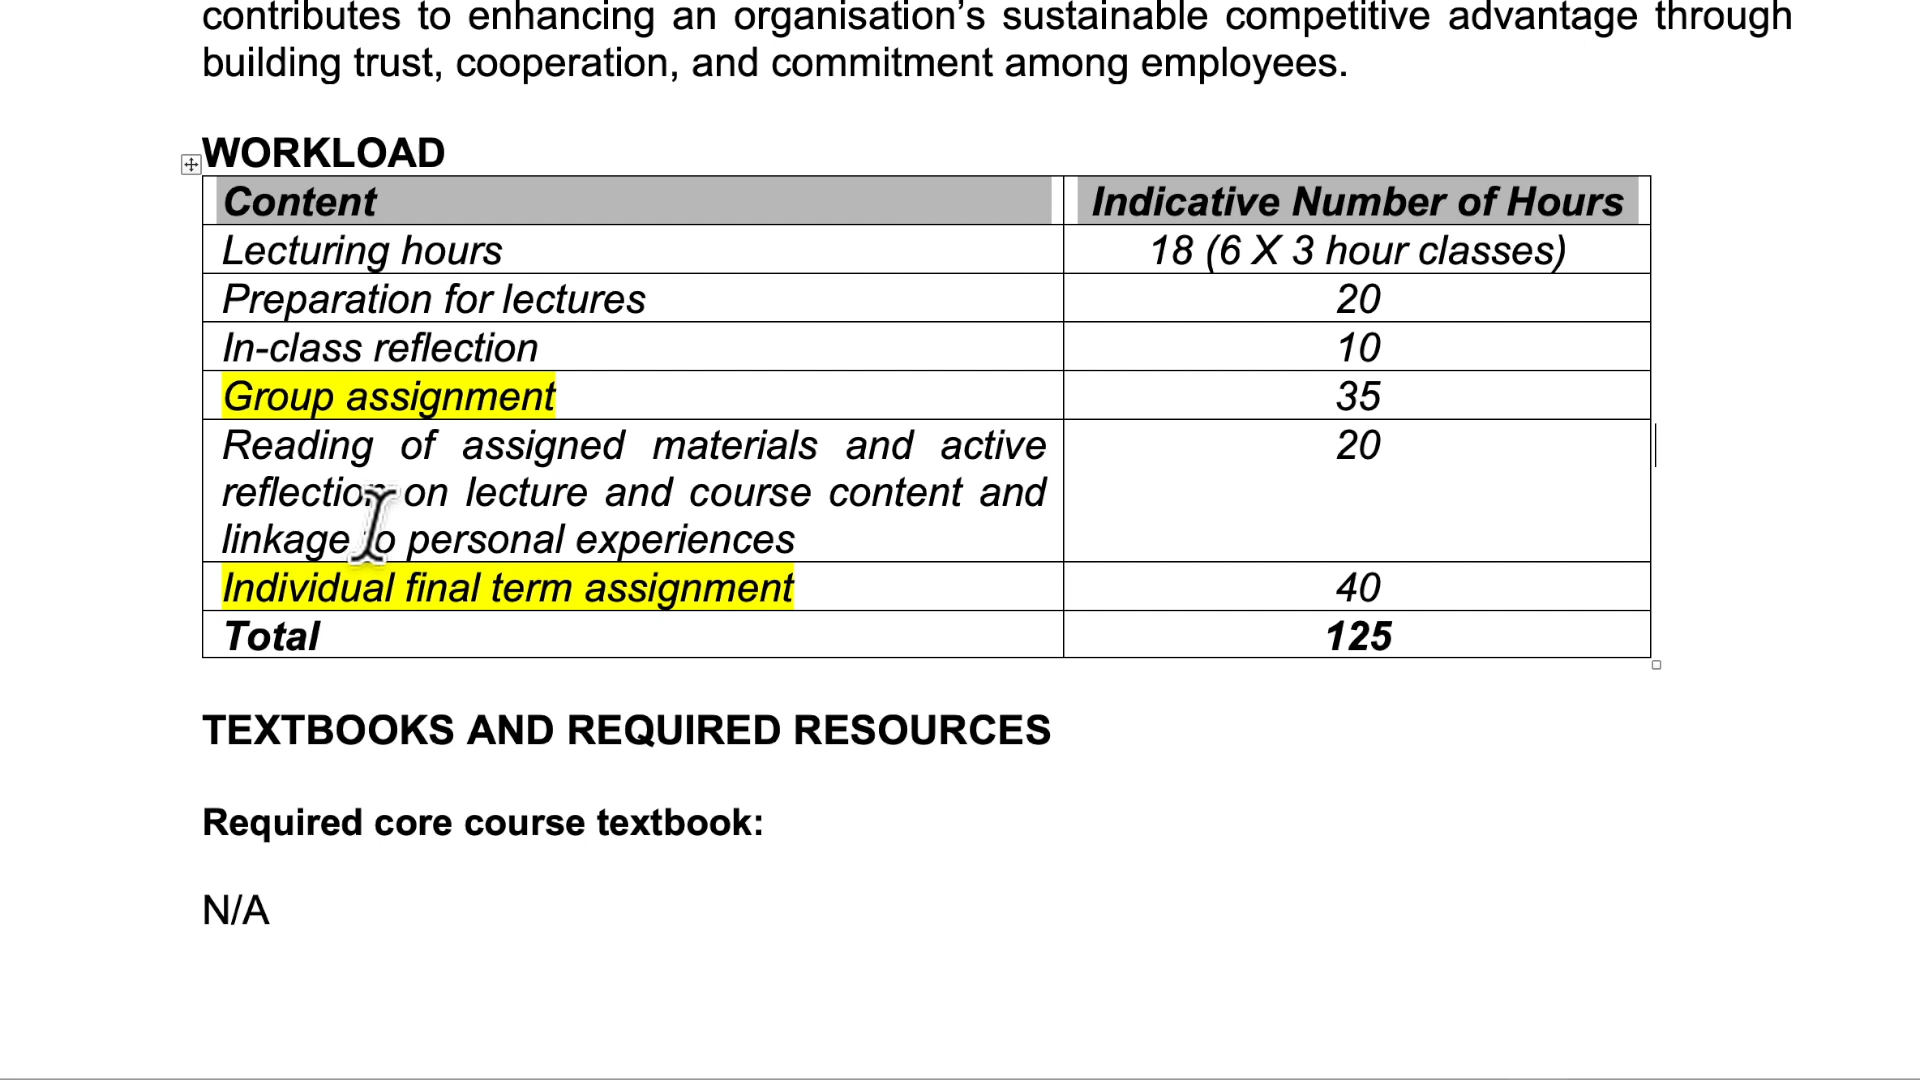 contributes to enhancing an organisation's sustainable competitive advantage through
building trust, cooperation, and commitment among employees.
WORKLOAD
Content Indicative Number of Hours
Lecturing hours 18 (6 X 3 hour classes)
Preparation for lectures 20
In-class reflection 10
Group assignment 35
Reading of assigned materials and active 20
reflection on lecture and course content and
linkage to personal experiences
Individual final term assignment 40
Total 125
TEXTBOOKS AND REQUIRED RESOURCES
Required core course textbook:
N/A